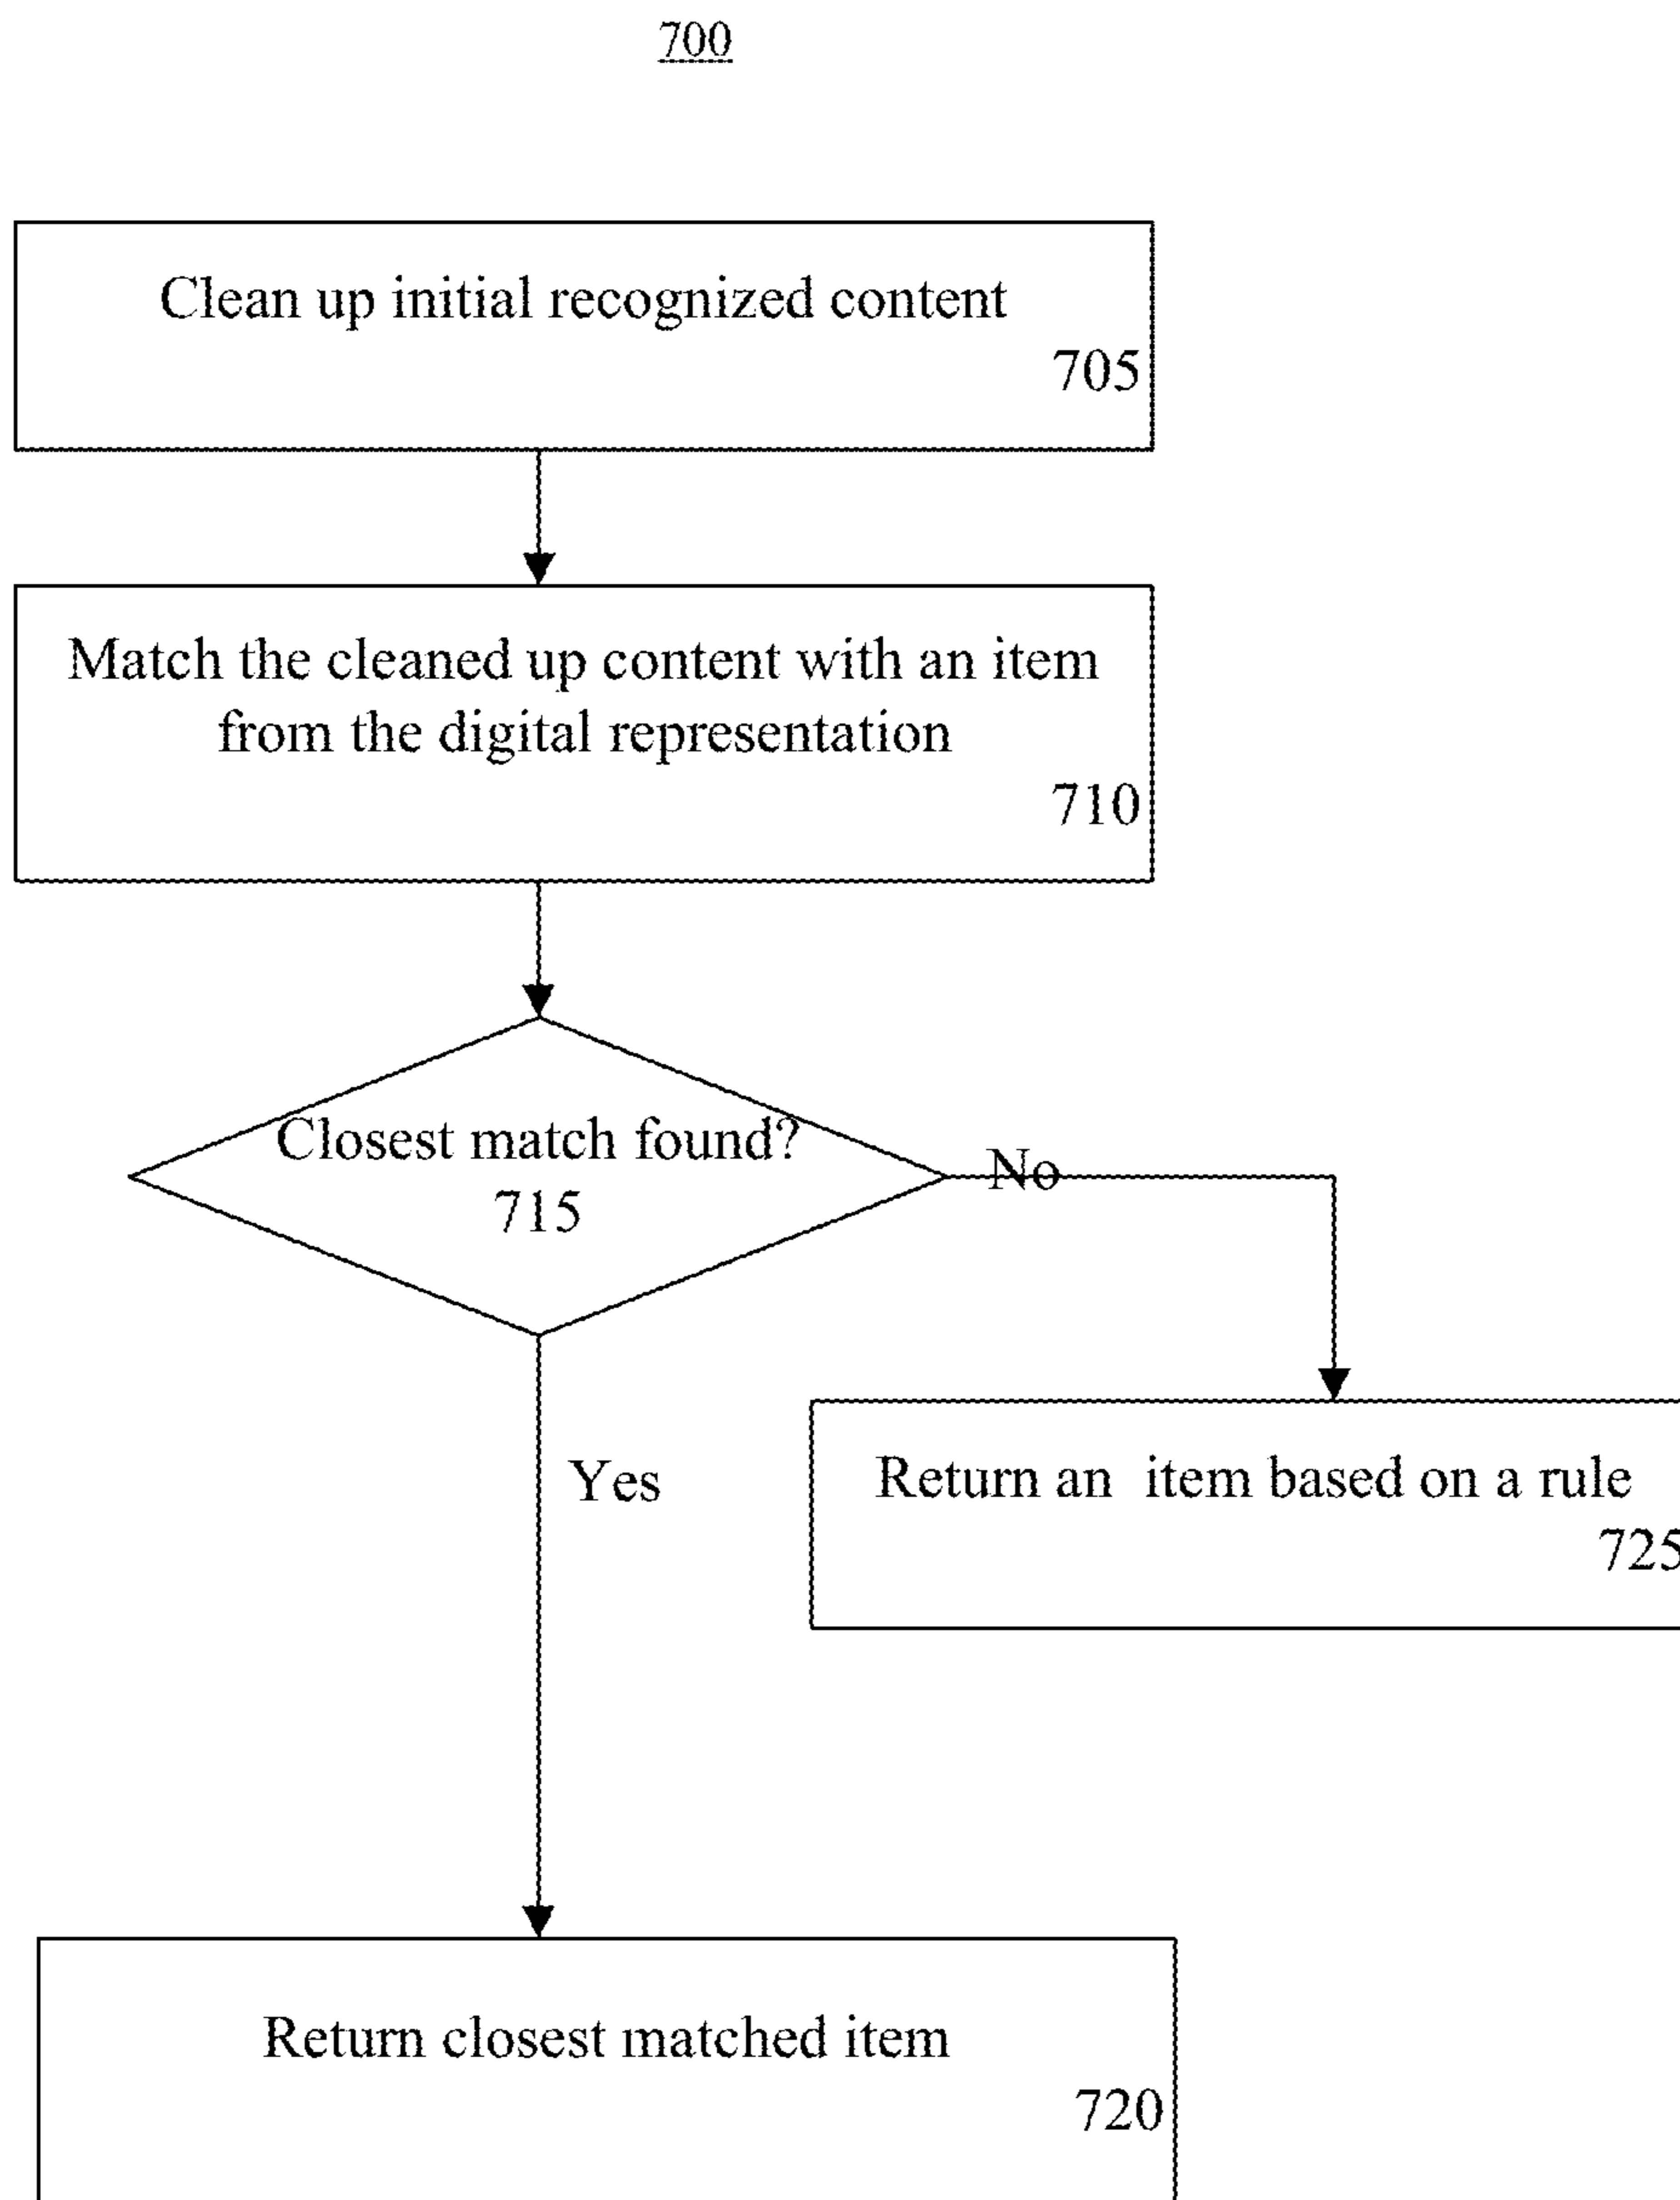 700
Clean up initial recognized content
705
Match the cleaned up content with an item
from the digital representation
710
Closest match found?
715
No
Yes
Return an item based on a rule
725
Return closest matched item
720